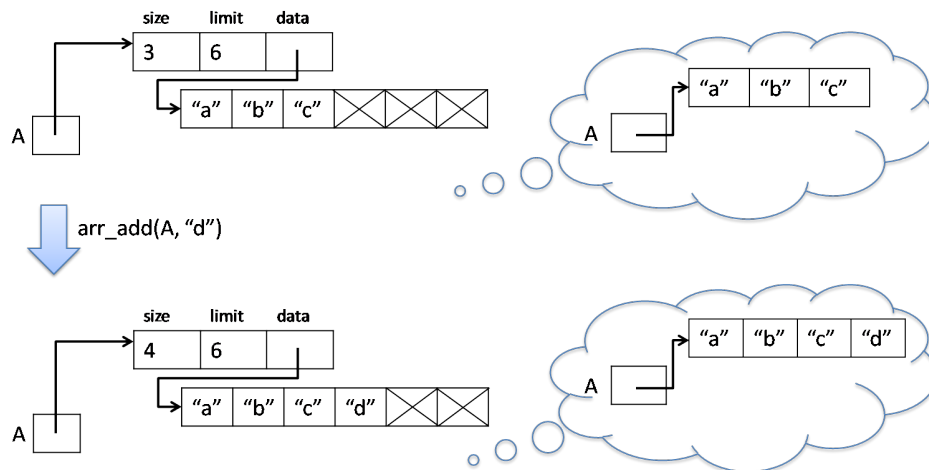 size limit data
3 6
“a” “b” “c”
A
“a” “b” “c”
A
arr_add(A, “d”)
size limit data
4 6
“a” “b” “c” “d”
A
“a” “b” “c” “d”
A